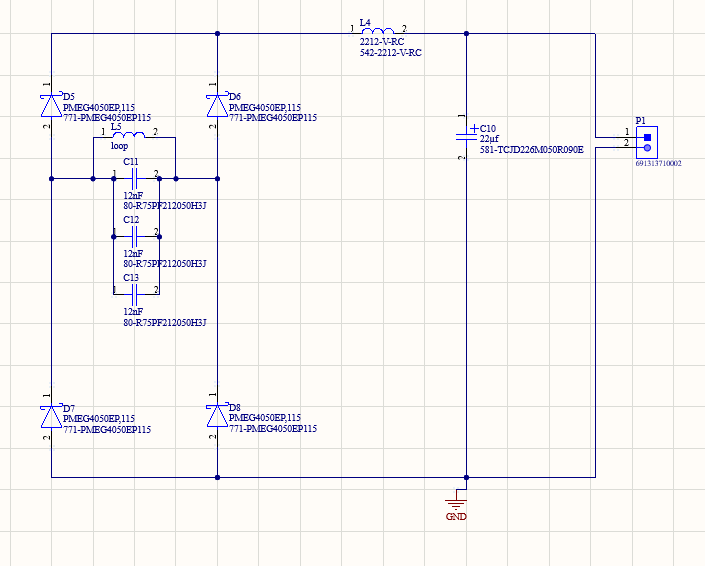 L4
1
2
2212-V-RC
542-2212-V-RC
1
D5
PMEG4050EP,115
771-PMEG4050EP115
2
1
D6
PMEG4050EP,115
771-PMEG4050EP115
2
L5
1
2
loop
C11
1
2
12nF
80-R75PF212050H3J
C12
1
2
12nF
80-R75PF212050H3J
C13
1
2
12nF
80-R75PF212050H3J
1
C10
22µf
581-TCJD226M050R090E
2
P1
1
2
691313710002
1
D7
PMEG4050EP,115
771-PMEG4050EP115
2
1
D8
PMEG4050EP,115
771-PMEG4050EP115
2
GND